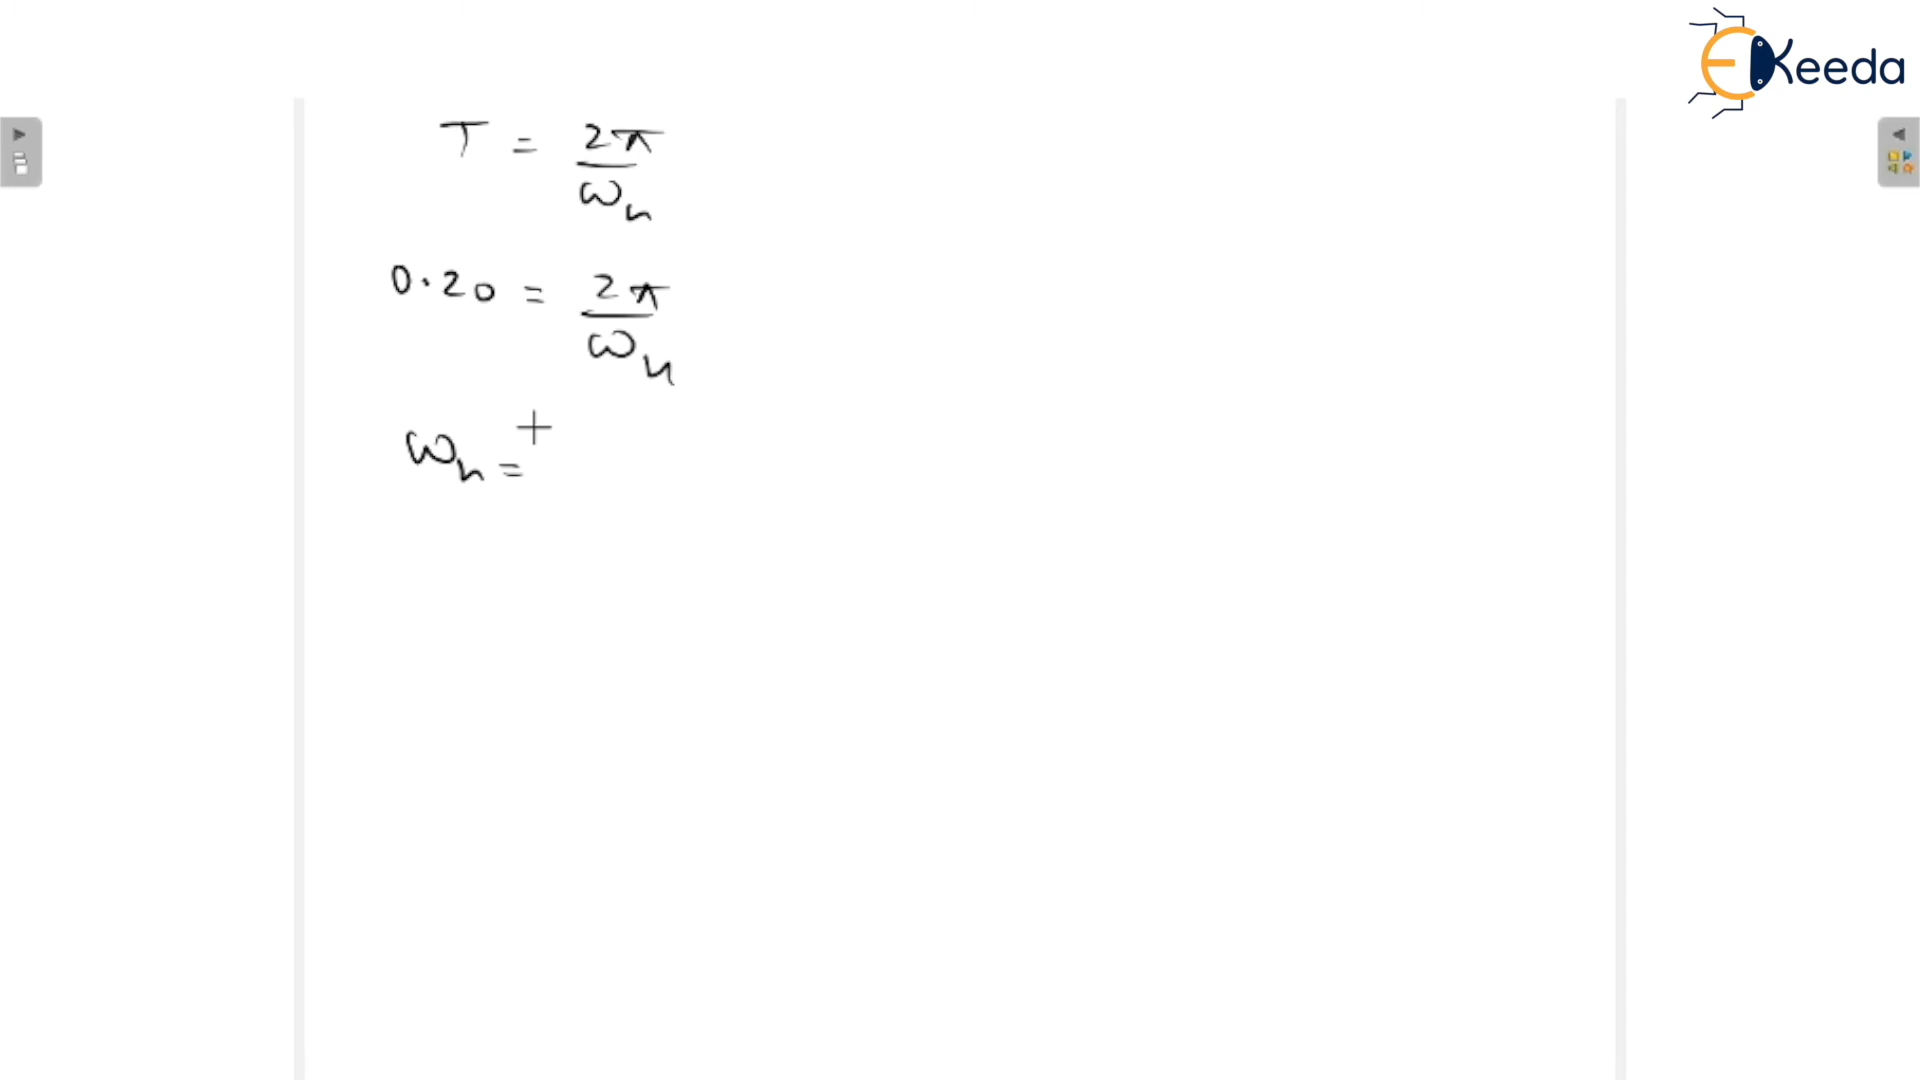 EKeeda
T = 2π/ωn
0.20 = 2π/ωn
ωn =